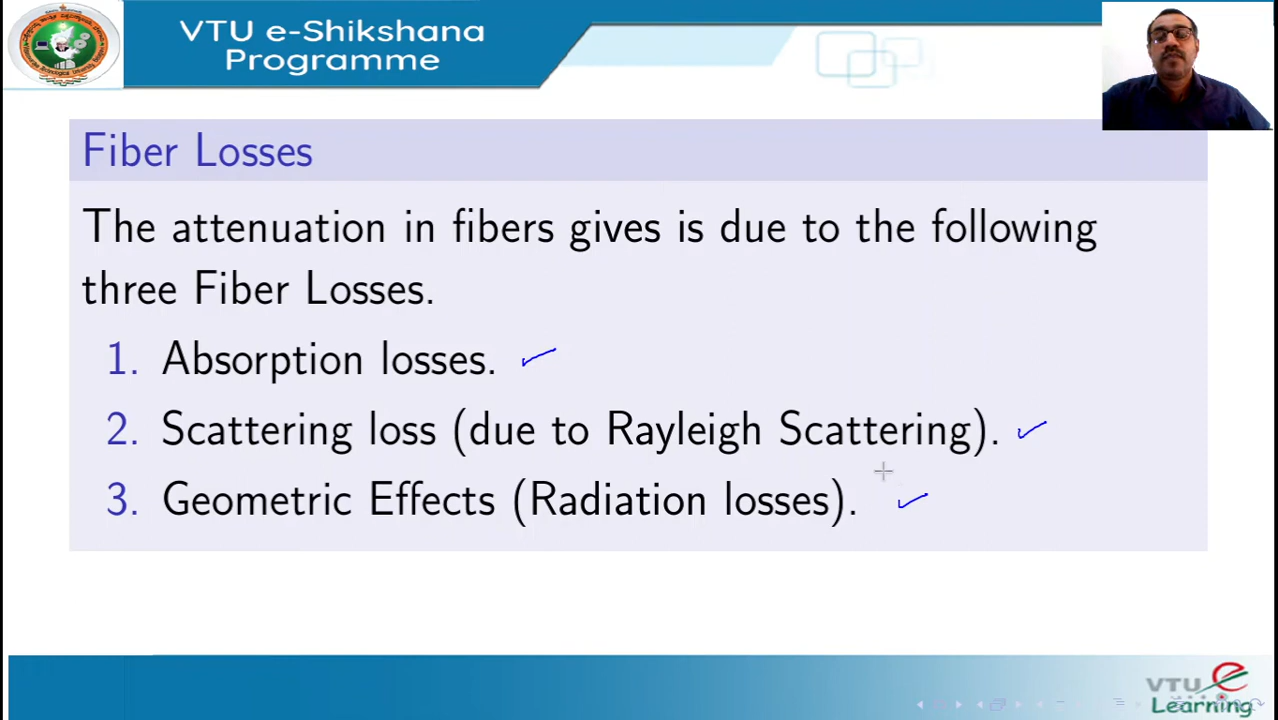 VTU e-Shikshana
Programme
Fiber Losses
The attenuation in fibers gives is due to the following
three Fiber Losses.
1. Absorption losses.
2. Scattering loss (due to Rayleigh Scattering).
3. Geometric Effects (Radiation losses).
VTU e
Learning